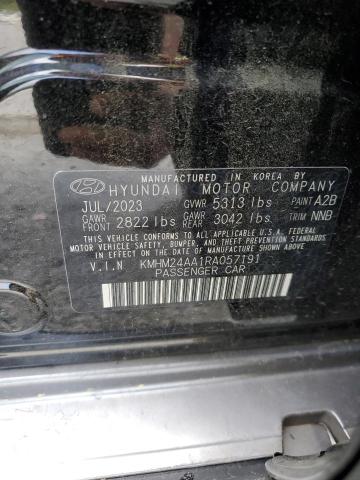 MANUFACTURED IN KOREA BY
HYUNDAI MOTOR COMPANY
JUL/2023 GVWR 5313 lbs PAINT A2B
GAWR FRONT 2822 lbs GAWR REAR 3042 lbs. TRIM NNB
THIS VEHICLE CONFORMS TO ALL APPLICABLE U.S. FEDERAL
MOTOR VEHICLE SAFETY, BUMPER, AND THEFT PREVENTION
STANDARDS IN EFFECT ON THE DATE OF MANUFACTURE SHOWN ABOVE.
V.I.N KMHM24AA1RA057191
PASSENGER CAR